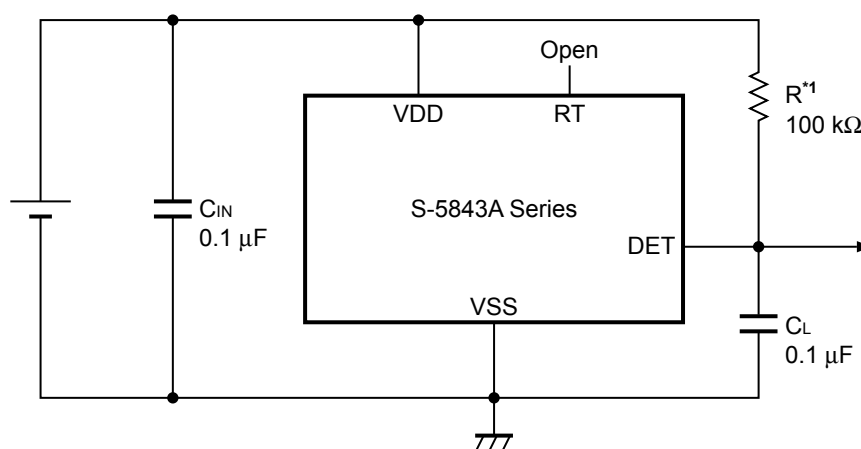 Open
VDD
RT
R*1
100 kΩ
CIN
0.1 μF
S-5843A Series
DET
VSS
CL
0.1 μF